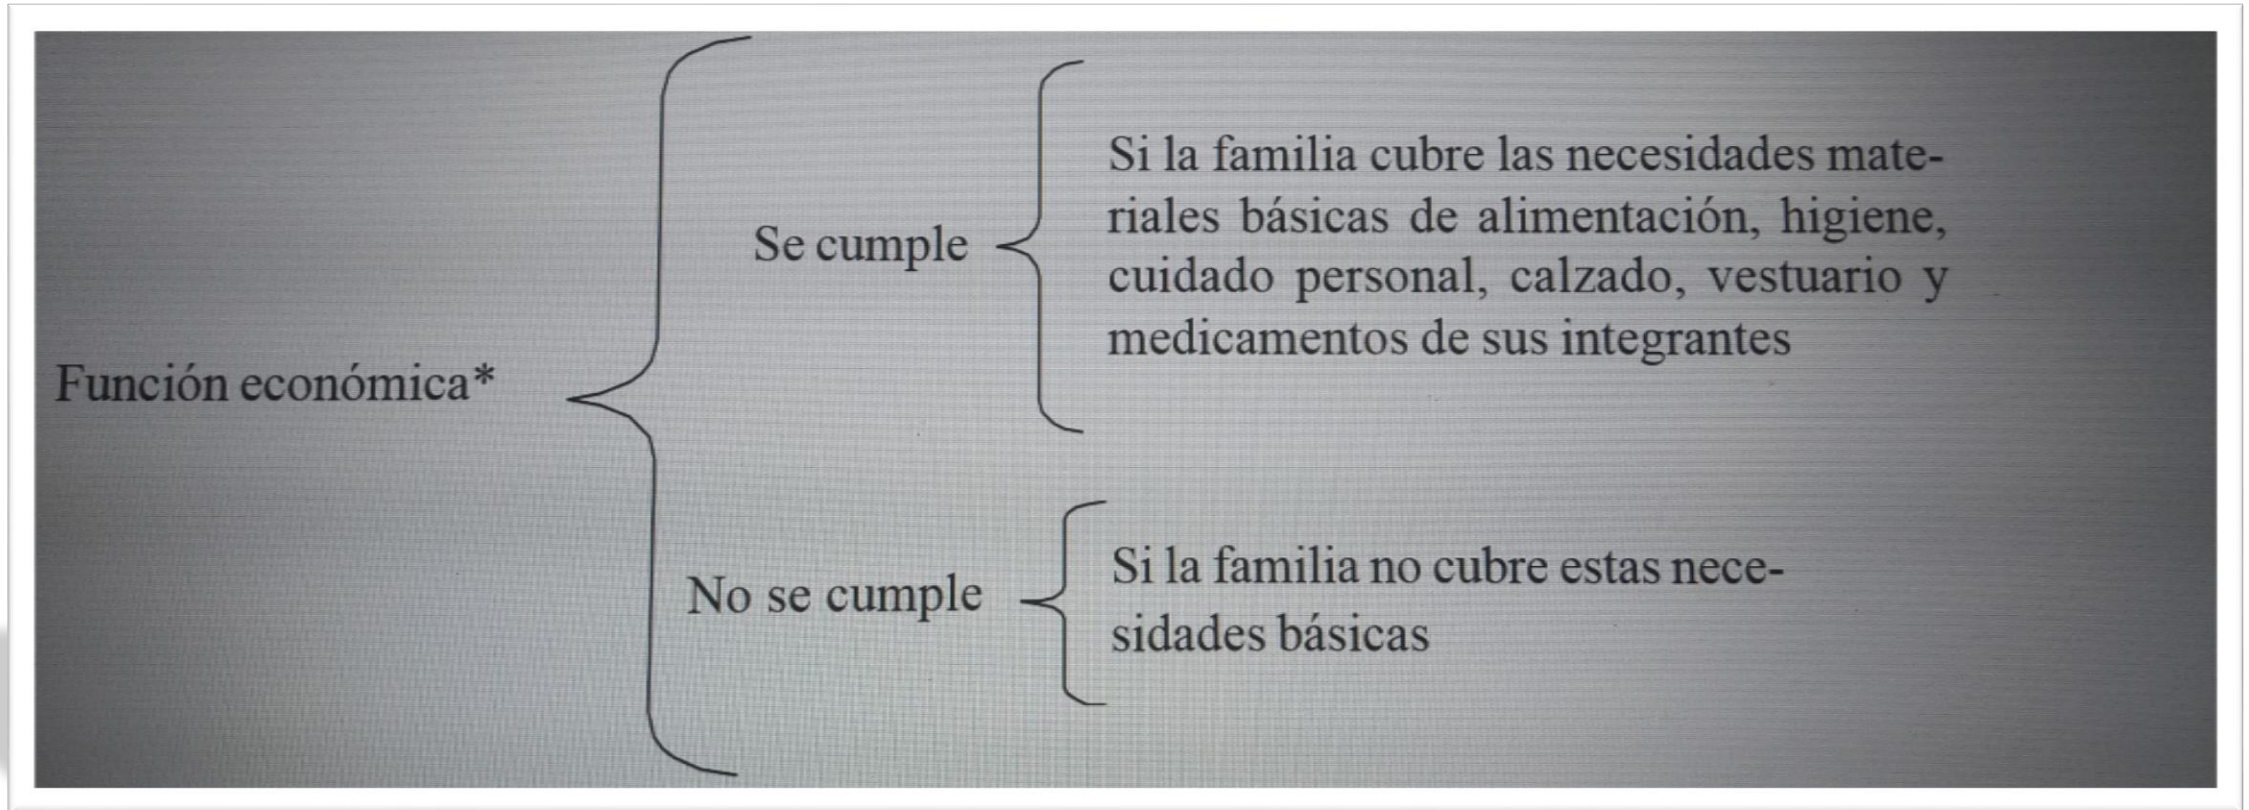 Función económica*
Se cumple
Si la familia cubre las necesidades mate-
riales básicas de alimentación, higiene,
cuidado personal, calzado, vestuario y
medicamentos de sus integrantes
No se cumple
Si la familia no cubre estas nece-
sidades básicas